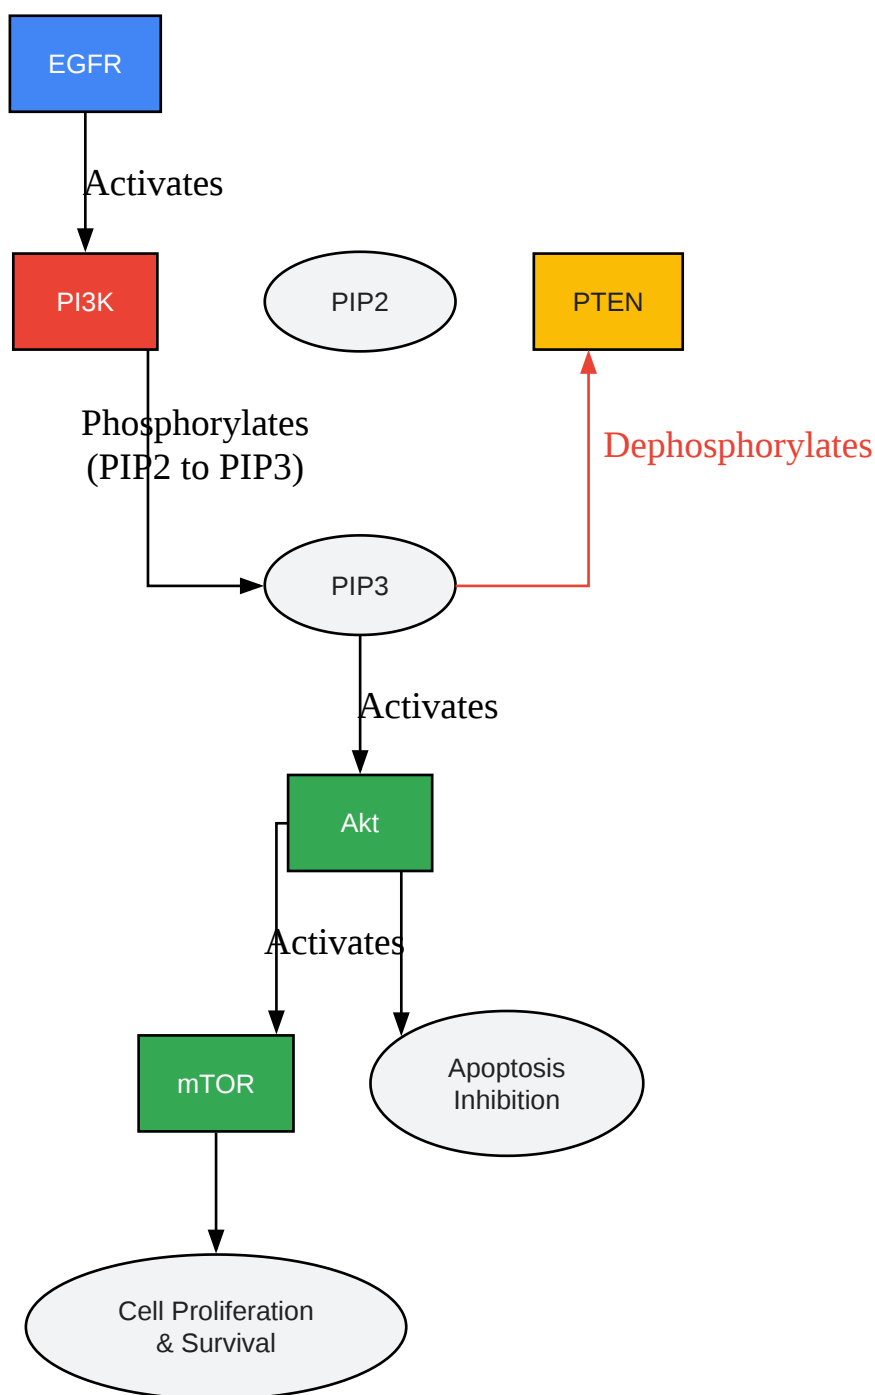 EGFR
Activates
PI3K
PIP2
PTEN
Phosphorylates
(PIP2 to PIP3)
Dephosphorylates
PIP3
Activates
Akt
Activates
mTOR
Apoptosis
Inhibition
Cell Proliferation
& Survival